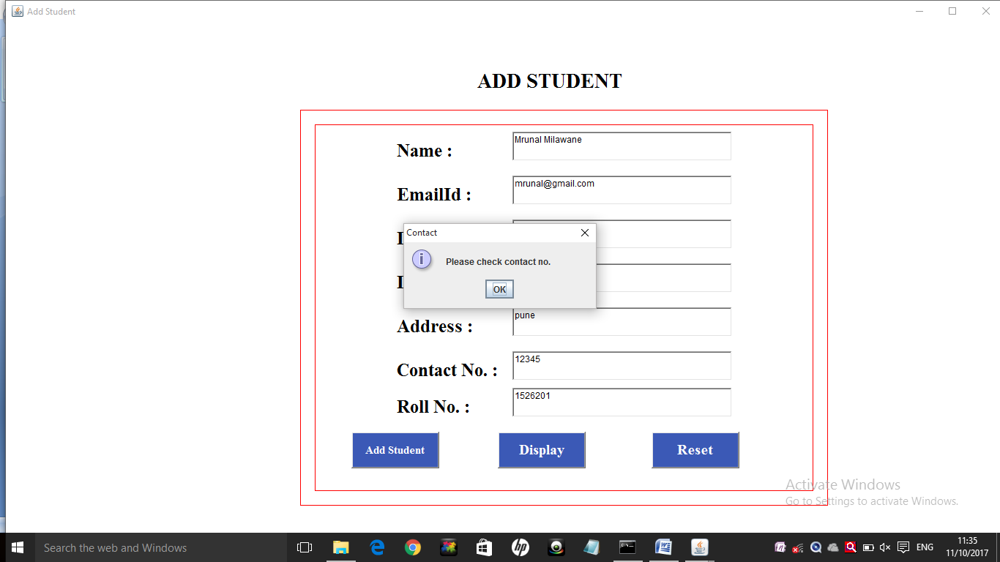 Add Student
ADD STUDENT
Name :
Mrunal Milawane
EmailId :
mrunal@gmail.com
Contact
Please check contact no.
OK
Address :
pune
Contact No. :
12345
Roll No. :
1526201
Add Student
Display
Reset
Activate Windows
Go to Settings to activate Windows.
Search the web and Windows
ENG
11:35
11/10/2017